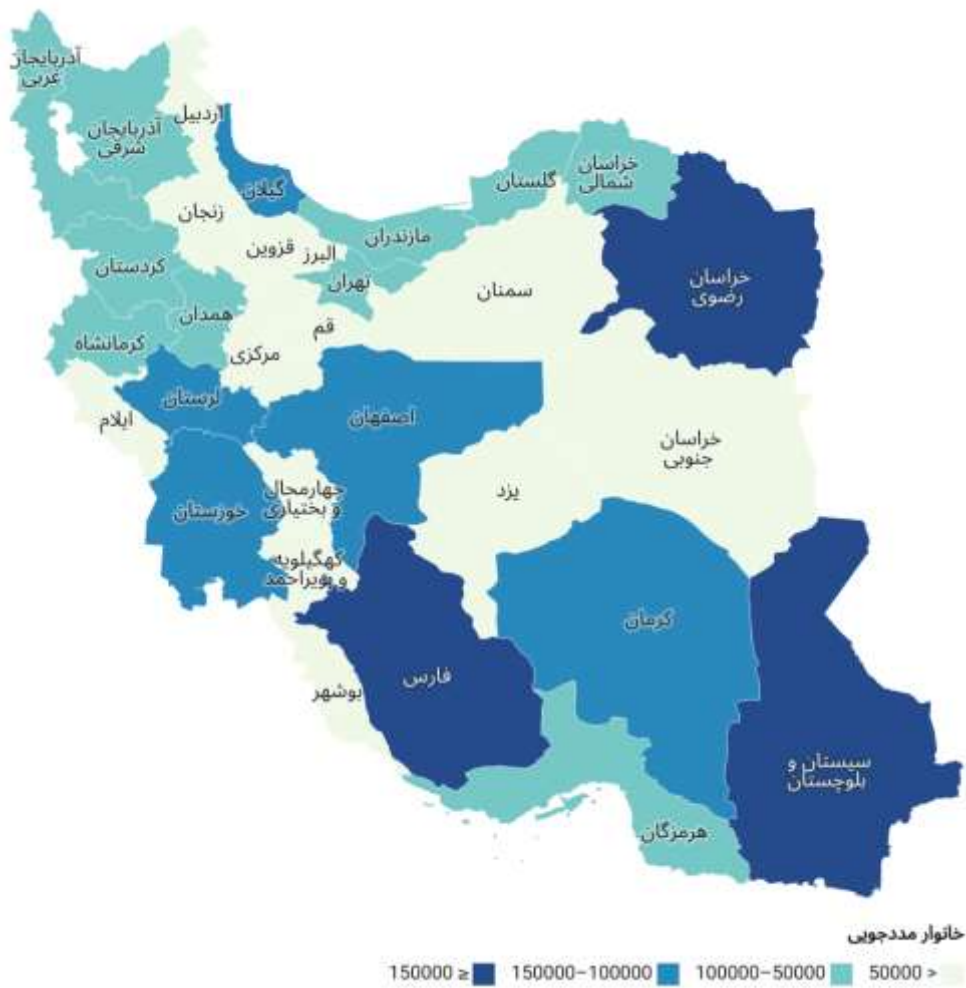 آذربایجان
غربی
آذربایجان
شرقی
اردبیل
گیلان
زنجان
قزوین
البرز
مازندران
گلستان
خراسان
شمالی
خراسان
رضوی
کردستان
همدان
تهران
سمنان
قم
مرکزی
کرمانشاه
لرستان
ایلام
اصفهان
خراسان
جنوبی
یزد
چهارمحال
و بختیاری
خوزستان
کهگیلویه
و بویراحمد
کرمان
فارس
بوشهر
سیستان و
بلوچستان
هرمزگان
خانوار مددجویی
50000 > 100000-50000 150000-100000 150000 ≤